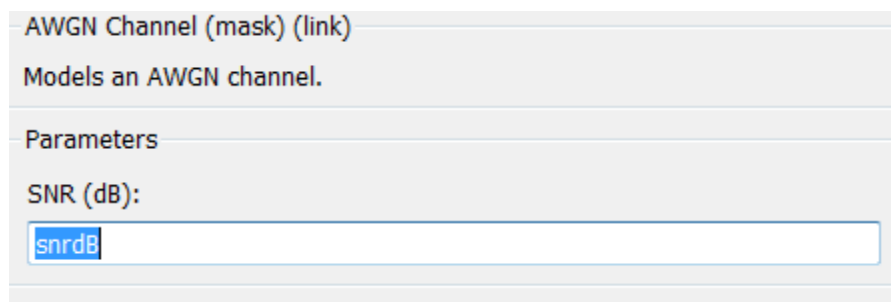 AWGN Channel (mask) (link)
Models an AWGN channel.
Parameters
SNR (dB):
snrdB